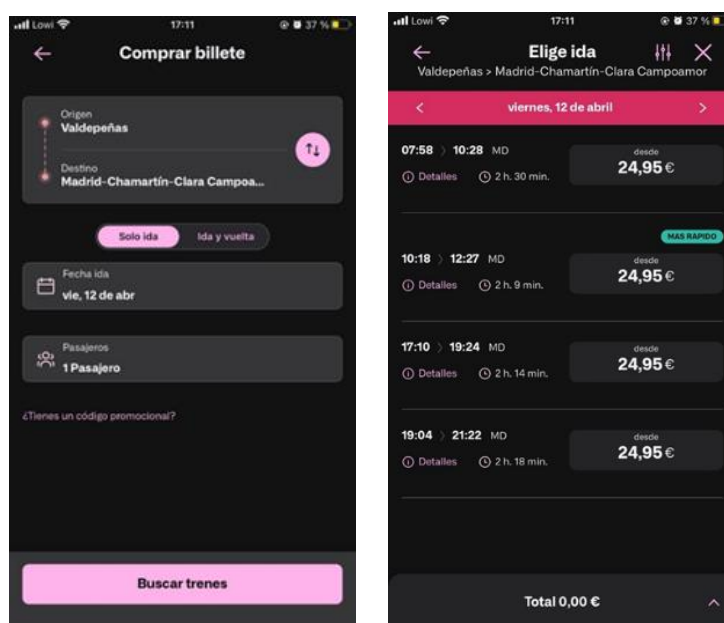 Lowi 17:11 37 %
Comprar billete
Origen
Valdepeñas
Destino
Madrid-Chamartín-Clara Campoa...
Solo ida Ida y vuelta
Fecha ida
vie, 12 de abr
Pasajeros
1 Pasajero
¿Tienes un código promocional?
Buscar trenes
Lowi 17:11 37 %
Elige ida
Valdepeñas > Madrid-Chamartín-Clara Campoamor
< viernes, 12 de abril >
07:58 > 10:28 MD desde
24,95 €
Detalles 2 h. 30 min.
MAS RAPIDO
10:18 > 12:27 MD desde
24,95 €
Detalles 2 h. 9 min.
17:10 > 19:24 MD desde
24,95 €
Detalles 2 h. 14 min.
19:04 > 21:22 MD desde
24,95 €
Detalles 2 h. 18 min.
Total 0,00 €